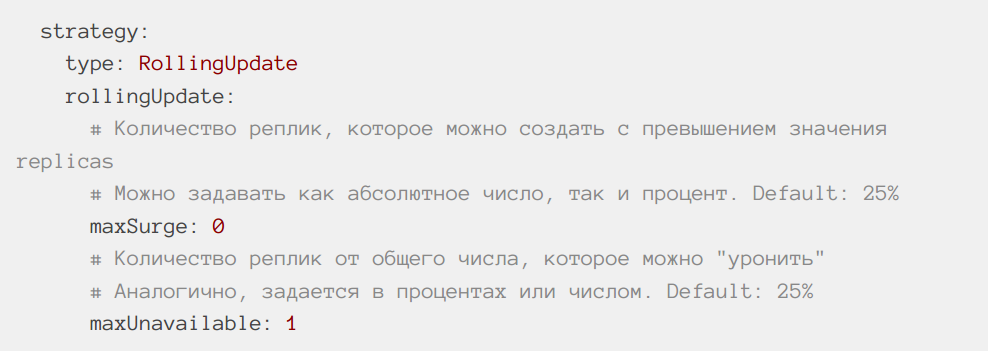 strategy:
type: RollingUpdate
rollingUpdate:
# Количество реплик, которое можно создать с превышением значения
replicas
# Можно задавать как абсолютное число, так и процент. Default: 25%
maxSurge: 0
# Количество реплик от общего числа, которое можно "уронить"
# Аналогично, задается в процентах или числом. Default: 25%
maxUnavailable: 1